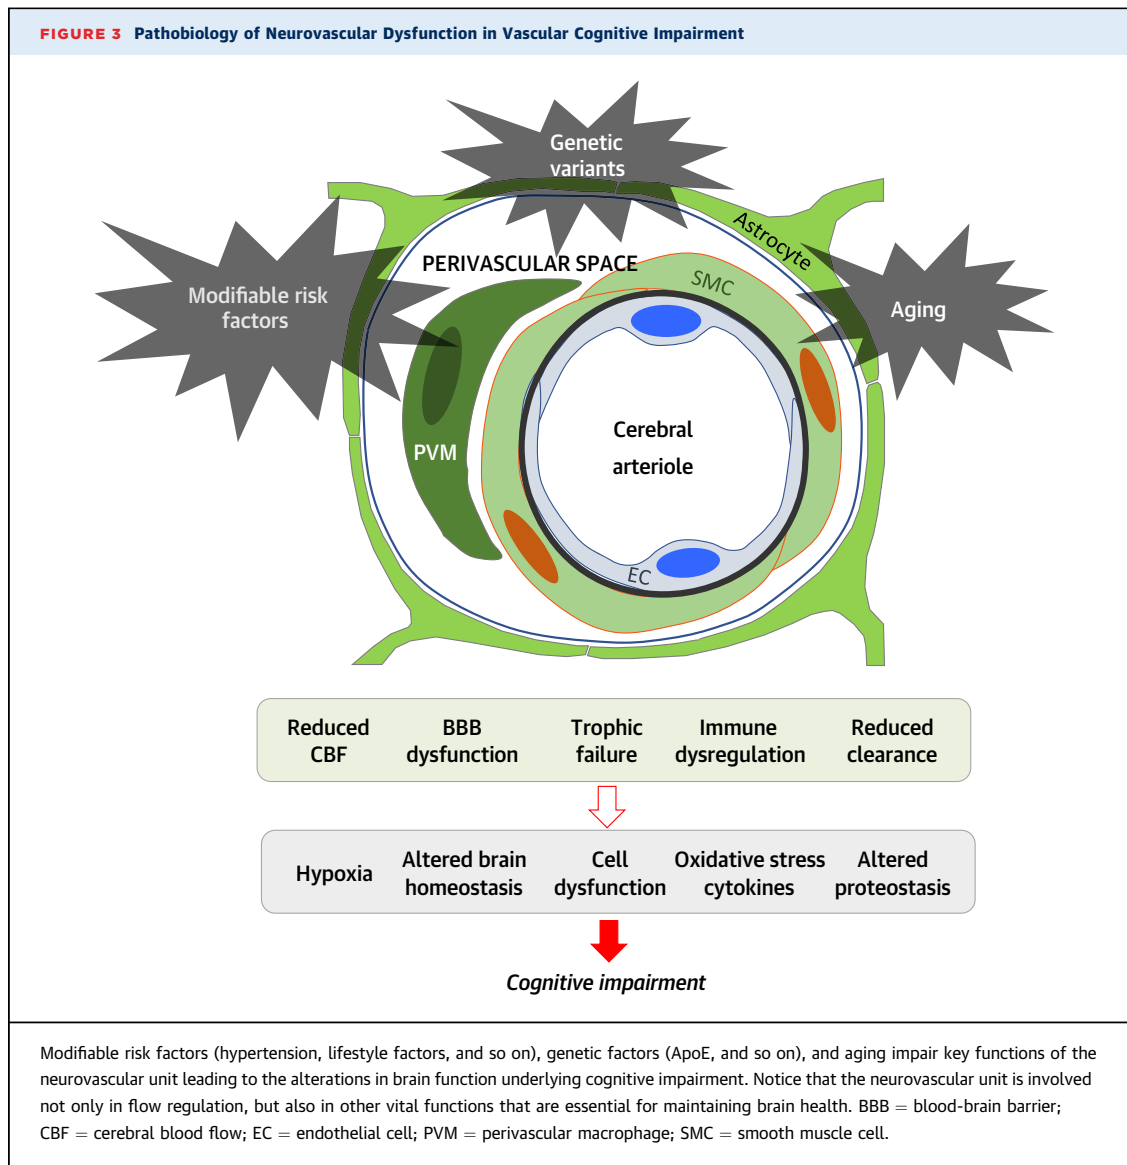 FIGURE 3 Pathobiology of Neurovascular Dysfunction in Vascular Cognitive Impairment
Genetic
variants
Astrocyte
PERIVASCULAR SPACE
SMC
Modifiable risk
factors
Aging
Cerebral
arteriole
PVM
EC
Reduced
CBF
BBB
dysfunction
Trophic
failure
Immune
dysregulation
Reduced
clearance
Hypoxia
Altered brain
homeostasis
Cell
dysfunction
Oxidative stress
cytokines
Altered
proteostasis
Cognitive impairment
Modifiable risk factors (hypertension, lifestyle factors, and so on), genetic factors (ApoE, and so on), and aging impair key functions of the
neurovascular unit leading to the alterations in brain function underlying cognitive impairment. Notice that the neurovascular unit is involved
not only in flow regulation, but also in other vital functions that are essential for maintaining brain health. BBB = blood-brain barrier;
CBF = cerebral blood flow; EC = endothelial cell; PVM = perivascular macrophage; SMC = smooth muscle cell.